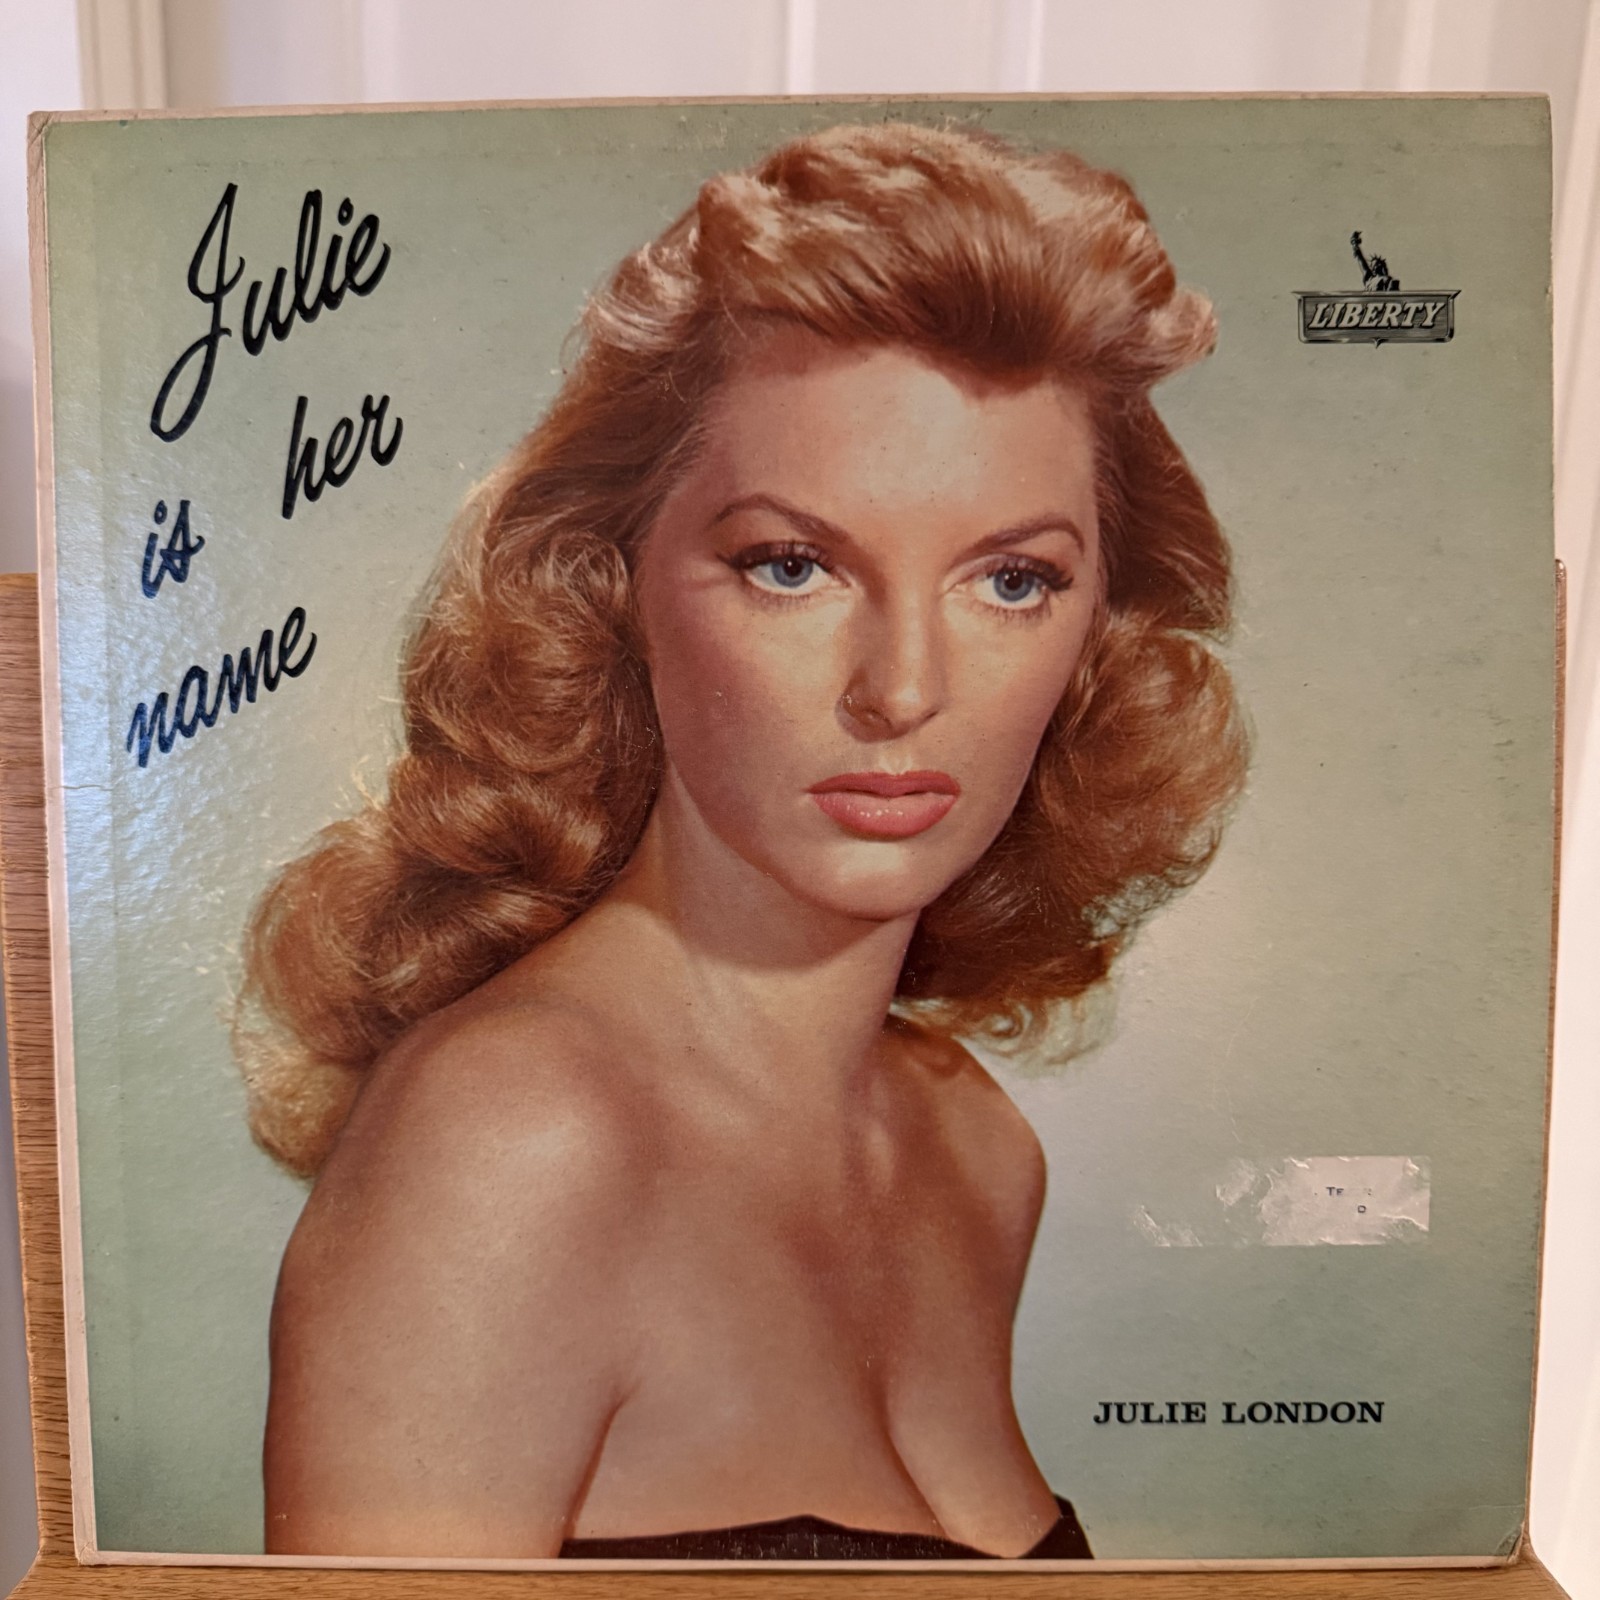 Julie
is her
name
LIBERTY
JULIE LONDON